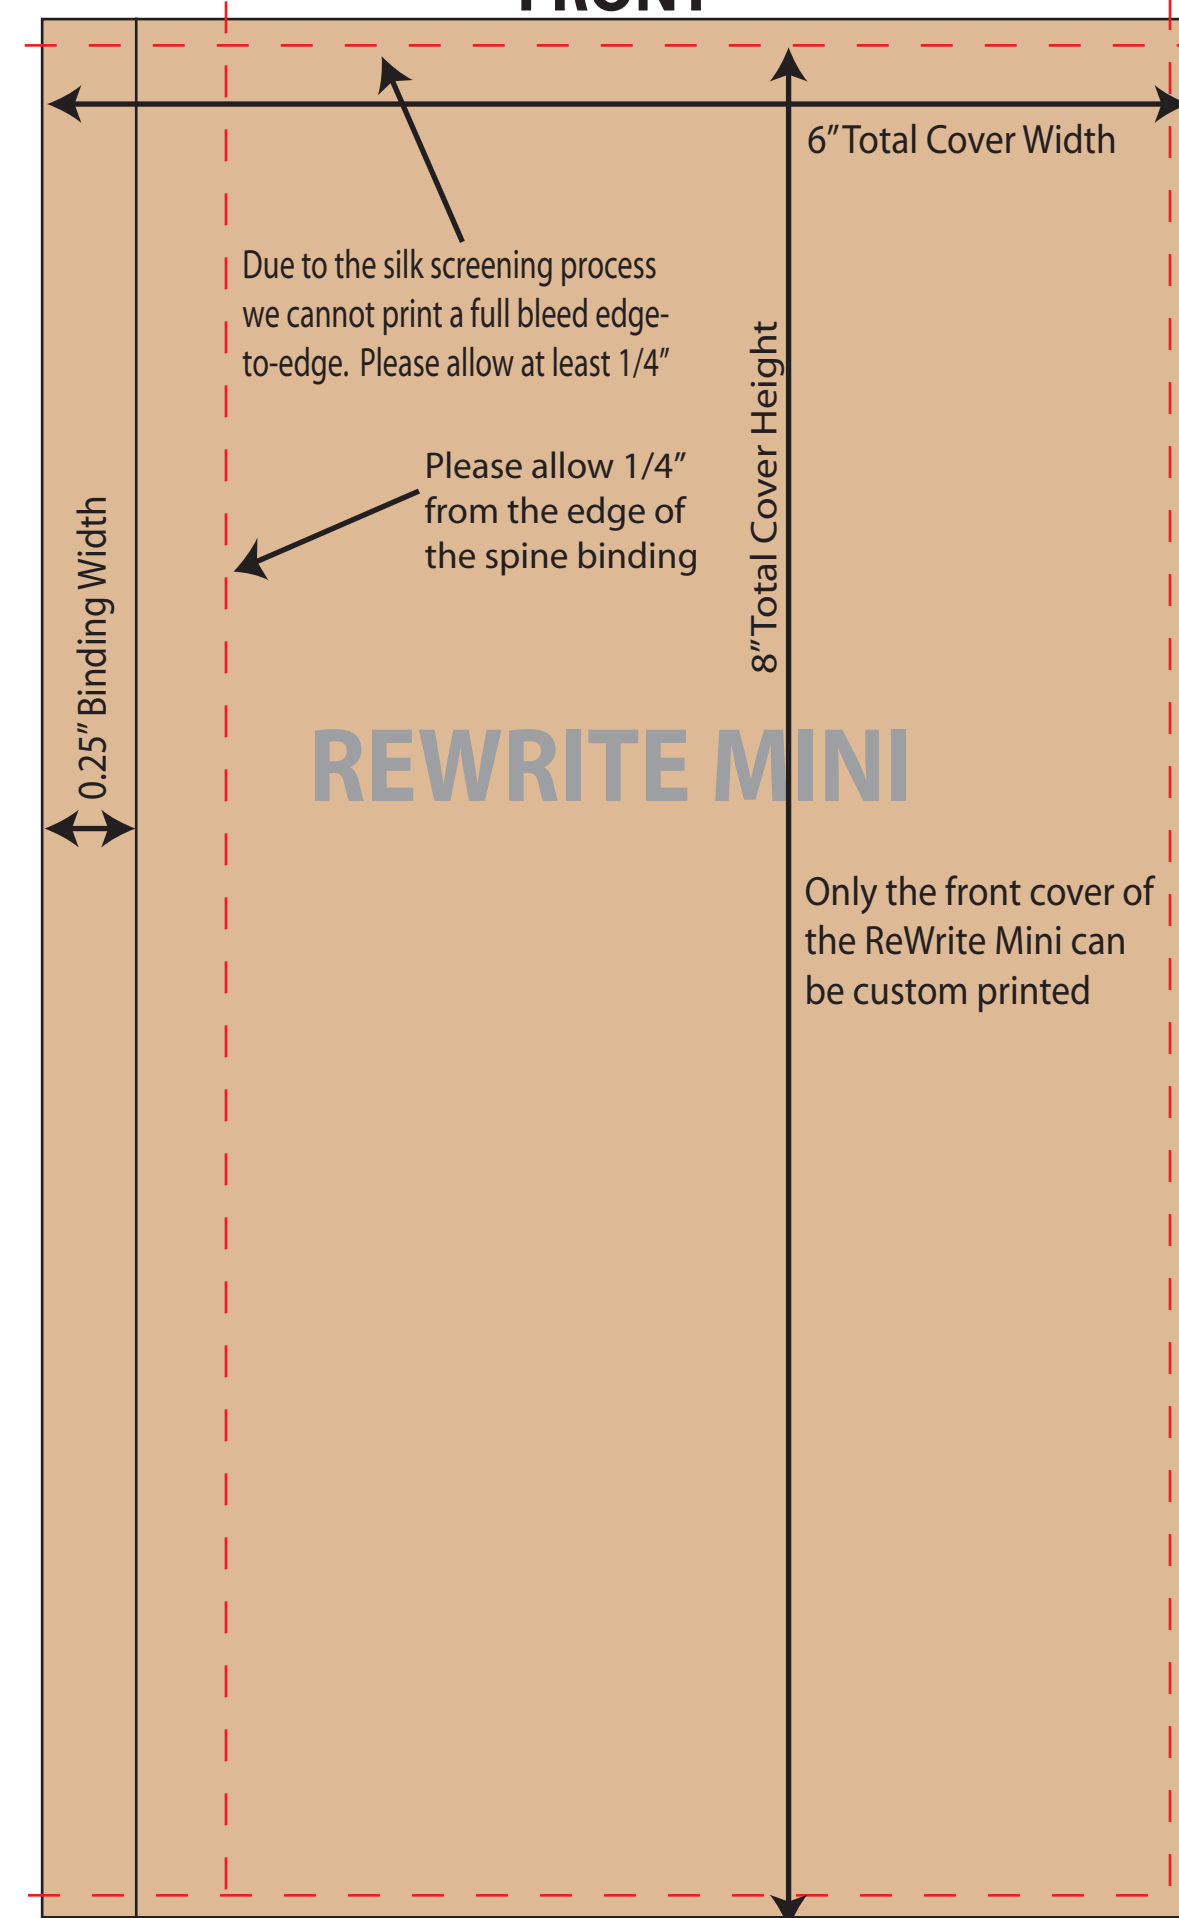 FRONT
6" Total Cover Width
Due to the silk screening process
we cannot print a full bleed edge-
to-edge. Please allow at least 1/4"
Please allow 1/4"
from the edge of
the spine binding
8" Total Cover Height
0.25" Binding Width
REWRITE MINI
Only the front cover of
the ReWrite Mini can
be custom printed